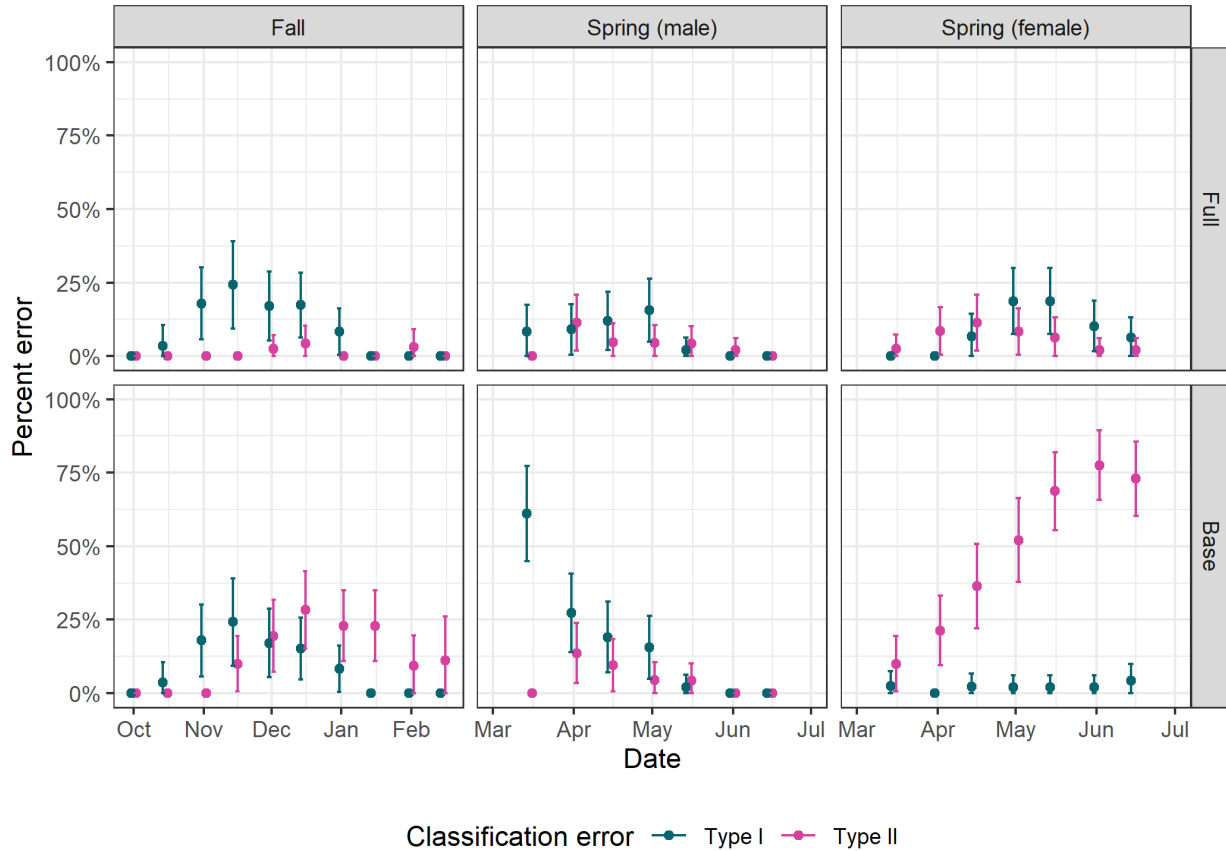 Fall Spring (male) Spring (female)
100%
75%
50%
25%
0%
Full
100%
75%
50%
25%
0%
Base
Percent error
Oct Nov Dec Jan Feb Mar Apr May Jun Jul Mar Apr May Jun Jul
Date
Classification error Type I Type II